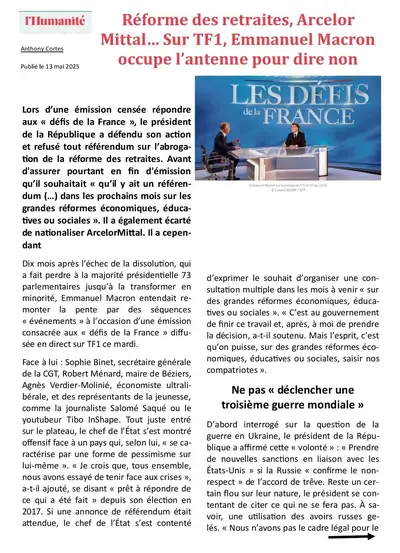 l'Humanité
Réforme des retraites, Arcelor
Mittal… Sur TF1, Emmanuel Macron
occupe l'antenne pour dire non
Anthony Cortes
Publié le 13 mai 2025
LES DÉFIS
de la
FRANCE
Lors d'une émission censée répondre
aux « défis de la France », le président
de la République a défendu son action
et refusé tout référendum sur l'abroga-
tion de la réforme des retraites. Avant
d'assurer pourtant en fin d'émission
qu'il souhaitait « qu'il y ait un référen-
dum (…) dans les prochains mois sur les
grandes réformes économiques, éduca-
tives ou sociales ». Il a également écarté
de nationaliser ArcelorMittal. Il a cepen-
dant
Dix mois après l'échec de la dissolution, qui
a fait perdre à la majorité présidentielle 73
parlementaires jusqu'à la transformer en
minorité, Emmanuel Macron entendait remon-
ter la pente par des séquences
« événements » à l'occasion d'une émission
consacrée aux « défis de la France » diffu-
sée en direct sur TF1 ce mardi.
Face à lui : Sophie Binet, secrétaire générale
de la CGT, Robert Ménard, maire de Béziers,
Agnès Verdier-Molinié, économiste ultrali-
bérale, et des représentants de la jeunesse,
comme la journaliste Salomé Saqué ou le
youtubeur Tibo InShape. Tout juste entré
sur le plateau, le chef de l'État s'est montré
offensif face à un pays qui, selon lui, « se ca-
ractérise par une forme de pessimisme sur
lui-même ». « Je crois que, tous ensemble,
nous avons essayé de tenir face aux crises »,
a-t-il ajouté, se disant « prêt à répondre de
ce qui a été fait » depuis son élection en
2017. Si une annonce de référendum était
attendue, le chef de l'État s'est contenté
d'exprimer le souhait d'organiser une con-
sultation multiple dans les mois à venir « sur
des grandes réformes économiques, éduca-
tives ou sociales ». « C'est au gouvernement
de finir ce travail et, après, à moi de prendre
la décision, a-t-il soutenu. Mais l'esprit, c'est
qu'on puisse, sur des grandes réformes éco-
nomiques, éducatives ou sociales, saisir nos
compatriotes ».
Ne pas « déclencher une
troisième guerre mondiale »
D'abord interrogé sur la question de la
guerre en Ukraine, le président de la Répu-
blique a affirmé cette « volonté » : « Prendre
de nouvelles sanctions en liaison avec les
États-Unis » si la Russie « confirme le non-
respect » de l'accord de trêve. Reste un cer-
tain flou sur leur nature, le président se con-
tentant de citer ce qui ne se fera pas. À sa-
voir, une utilisation des avoirs russes ge-
lés. « Nous n'avons pas le cadre légal pour le